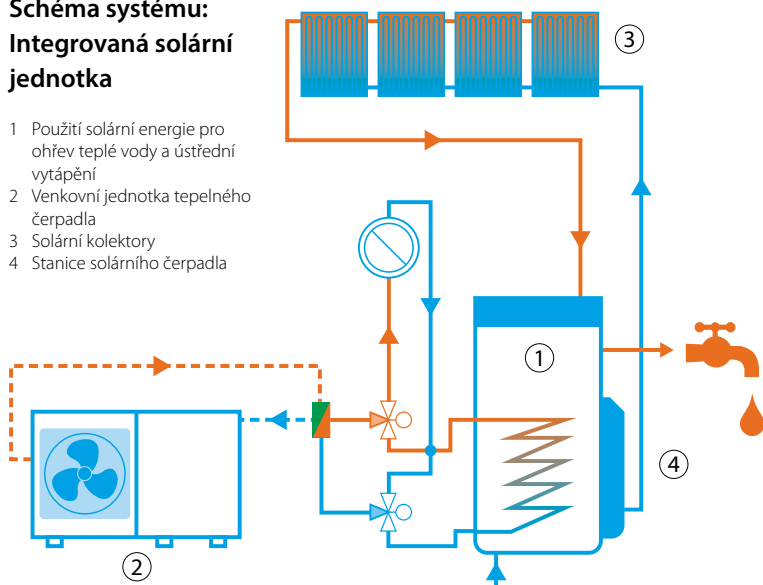 Schéma systému:
Integrovaná solární
jednotka
1 Použití solární energie pro
ohřev teplé vody a ústřední
vytápění
2 Venkovní jednotka tepelného
čerpadla
3 Solární kolektory
4 Stanice solárního čerpadla
3
1
4
2